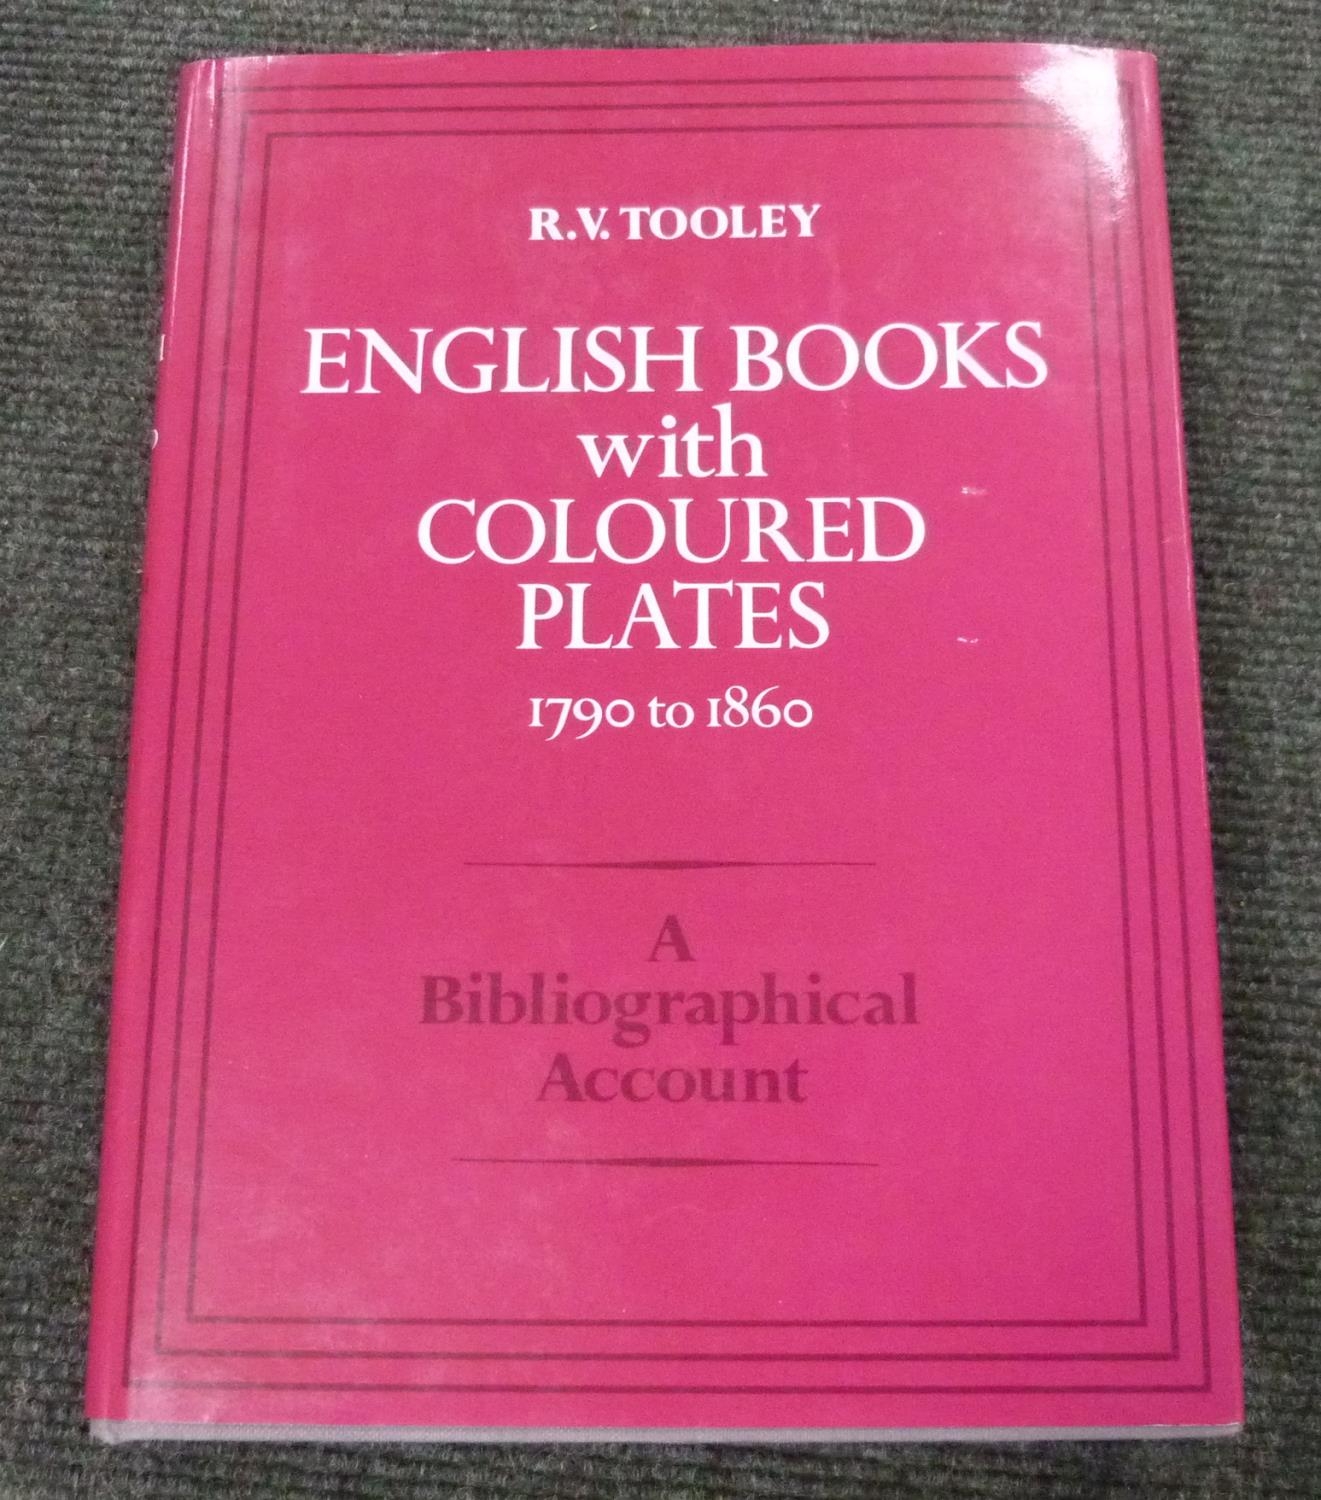 R.V. TOOLEY
ENGLISH BOOKS
with
COLOURED
PLATES
1790 to 1860
A
Bibliographical
Account